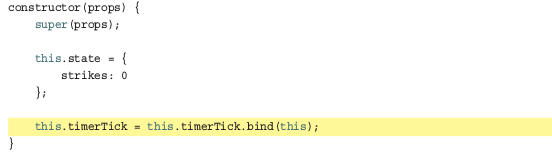 constructor(props) {
    super(props);

    this.state = {
        strikes: 0
    };

    this.timerTick = this.timerTick.bind(this);
}